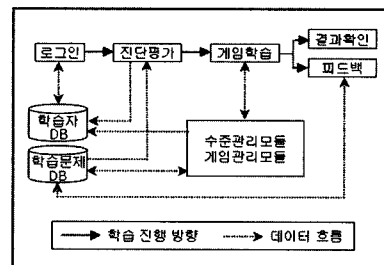 로그인
진단평가
게임학습
결과확인
피드백
학습자
DB
학습문제
DB
수준관리모듈
게임관리모듈
학습 진행 방향
데이터 흐름